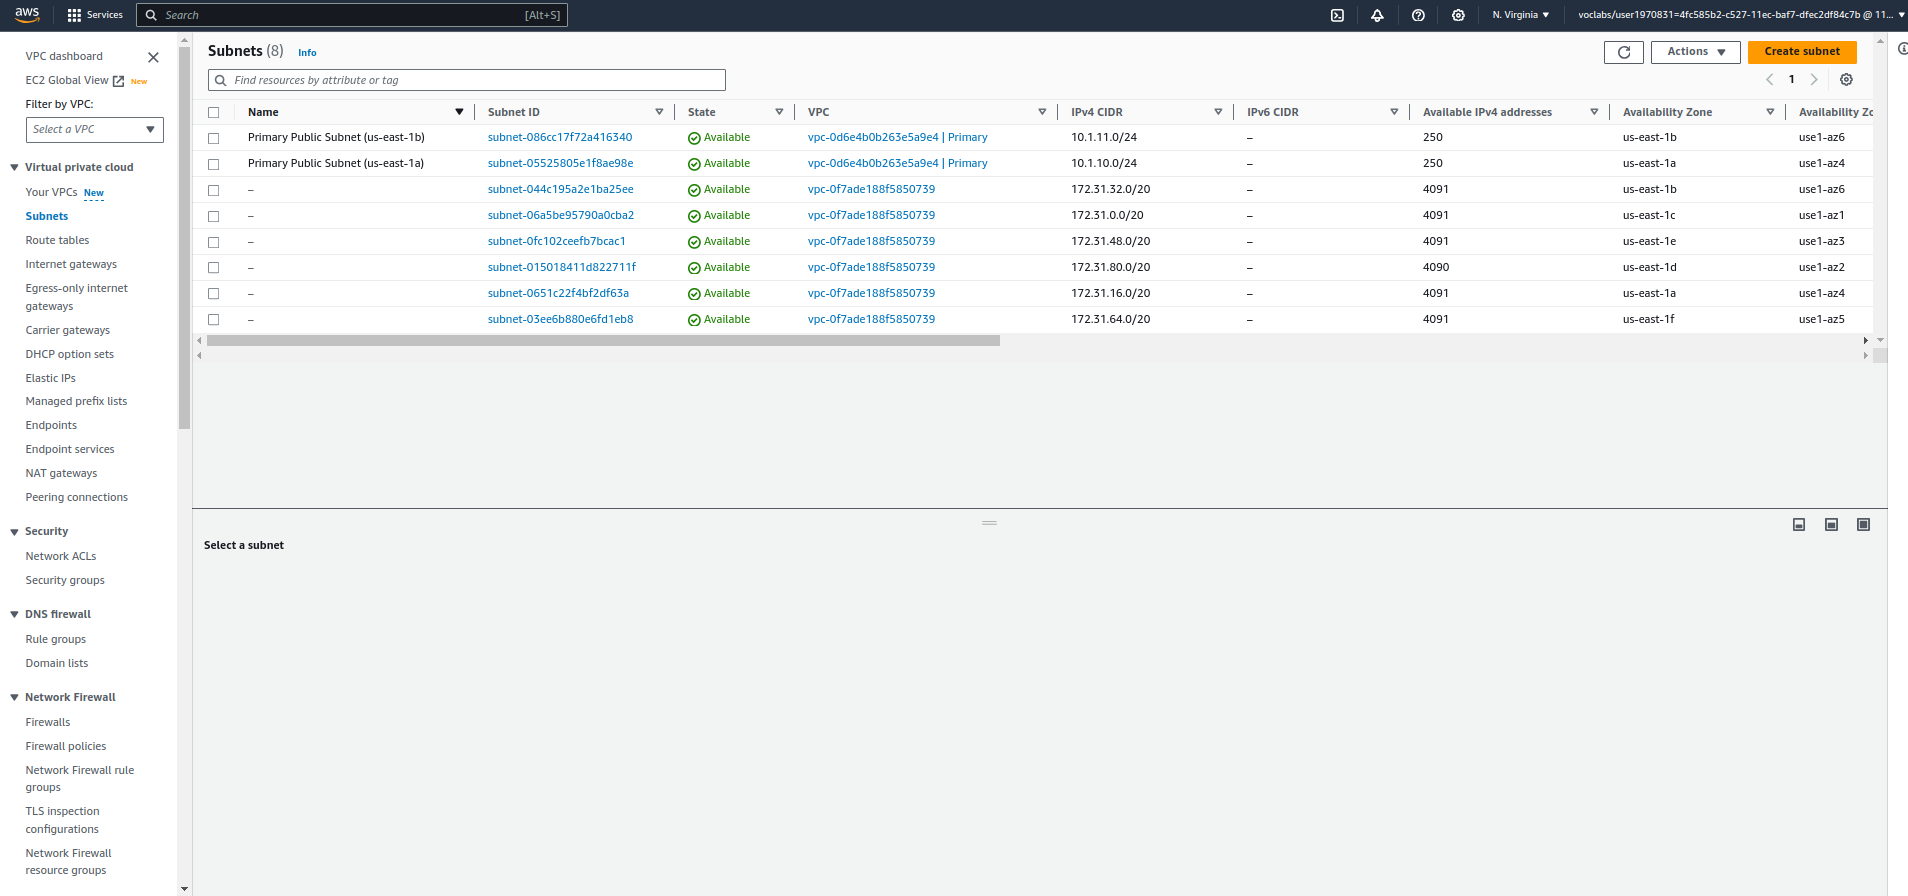 aws Services Search [Alt+S] N. Virginia voclabs/user1970831=4fc585b2-c527-11ec-baf7-dfec2df84c7b @ 11...
VPC dashboard
EC2 Global View New
Filter by VPC:
Select a VPC
Virtual private cloud
Your VPCs New
Subnets
Route tables
Internet gateways
Egress-only internet
gateways
Carrier gateways
DHCP option sets
Elastic IPs
Managed prefix lists
Endpoints
Endpoint services
NAT gateways
Peering connections
Security
Network ACLs
Security groups
DNS firewall
Rule groups
Domain lists
Network Firewall
Firewalls
Firewall policies
Network Firewall rule
groups
TLS inspection
configurations
Network Firewall
resource groups
Subnets (8) Info
Actions
Create subnet
Find resources by attribute or tag
1
Name Subnet ID State VPC IPv4 CIDR IPv6 CIDR Available IPv4 addresses Availability Zone Availability Zo
Primary Public Subnet (us-east-1b) subnet-086cc17f72a416340 Available vpc-0d6e4b0b263e5a9e4 | Primary 10.1.11.0/24 – 250 us-east-1b use1-az6
Primary Public Subnet (us-east-1a) subnet-05525805e1f8ae98e Available vpc-0d6e4b0b263e5a9e4 | Primary 10.1.10.0/24 – 250 us-east-1a use1-az4
– subnet-044c195a2e1ba25ee Available vpc-0f7ade188f5850739 172.31.32.0/20 – 4091 us-east-1b use1-az6
– subnet-06a5be95790a0cba2 Available vpc-0f7ade188f5850739 172.31.0.0/20 – 4091 us-east-1c use1-az1
– subnet-0fc102ceefb7bcac1 Available vpc-0f7ade188f5850739 172.31.48.0/20 – 4091 us-east-1e use1-az3
– subnet-015018411d822711f Available vpc-0f7ade188f5850739 172.31.80.0/20 – 4090 us-east-1d use1-az2
– subnet-0651c22f4bf2df63a Available vpc-0f7ade188f5850739 172.31.16.0/20 – 4091 us-east-1a use1-az4
– subnet-03ee6b880e6fd1eb8 Available vpc-0f7ade188f5850739 172.31.64.0/20 – 4091 us-east-1f use1-az5
Select a subnet